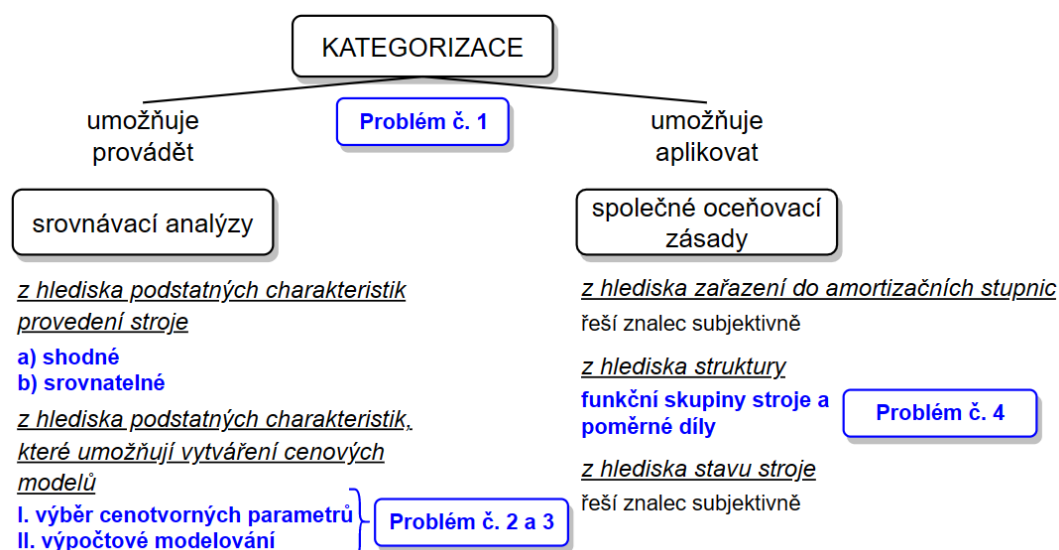 KATEGORIZACE
umožňuje
provádět
Problém č. 1
umožňuje
aplikovat
srovnávací analýzy
z hlediska podstatných charakteristik
provedení stroje
a) shodné
b) srovnatelné
z hlediska podstatných charakteristik,
které umožňují vytváření cenových
modelů
I. výběr cenotvorných parametrů
II. výpočtové modelování
Problém č. 2 a 3
společné oceňovací
zásady
z hlediska zařazení do amortizačních stupnic
řeší znalec subjektivně
z hlediska struktury
funkční skupiny stroje a
poměrné díly
Problém č. 4
z hlediska stavu stroje
řeší znalec subjektivně